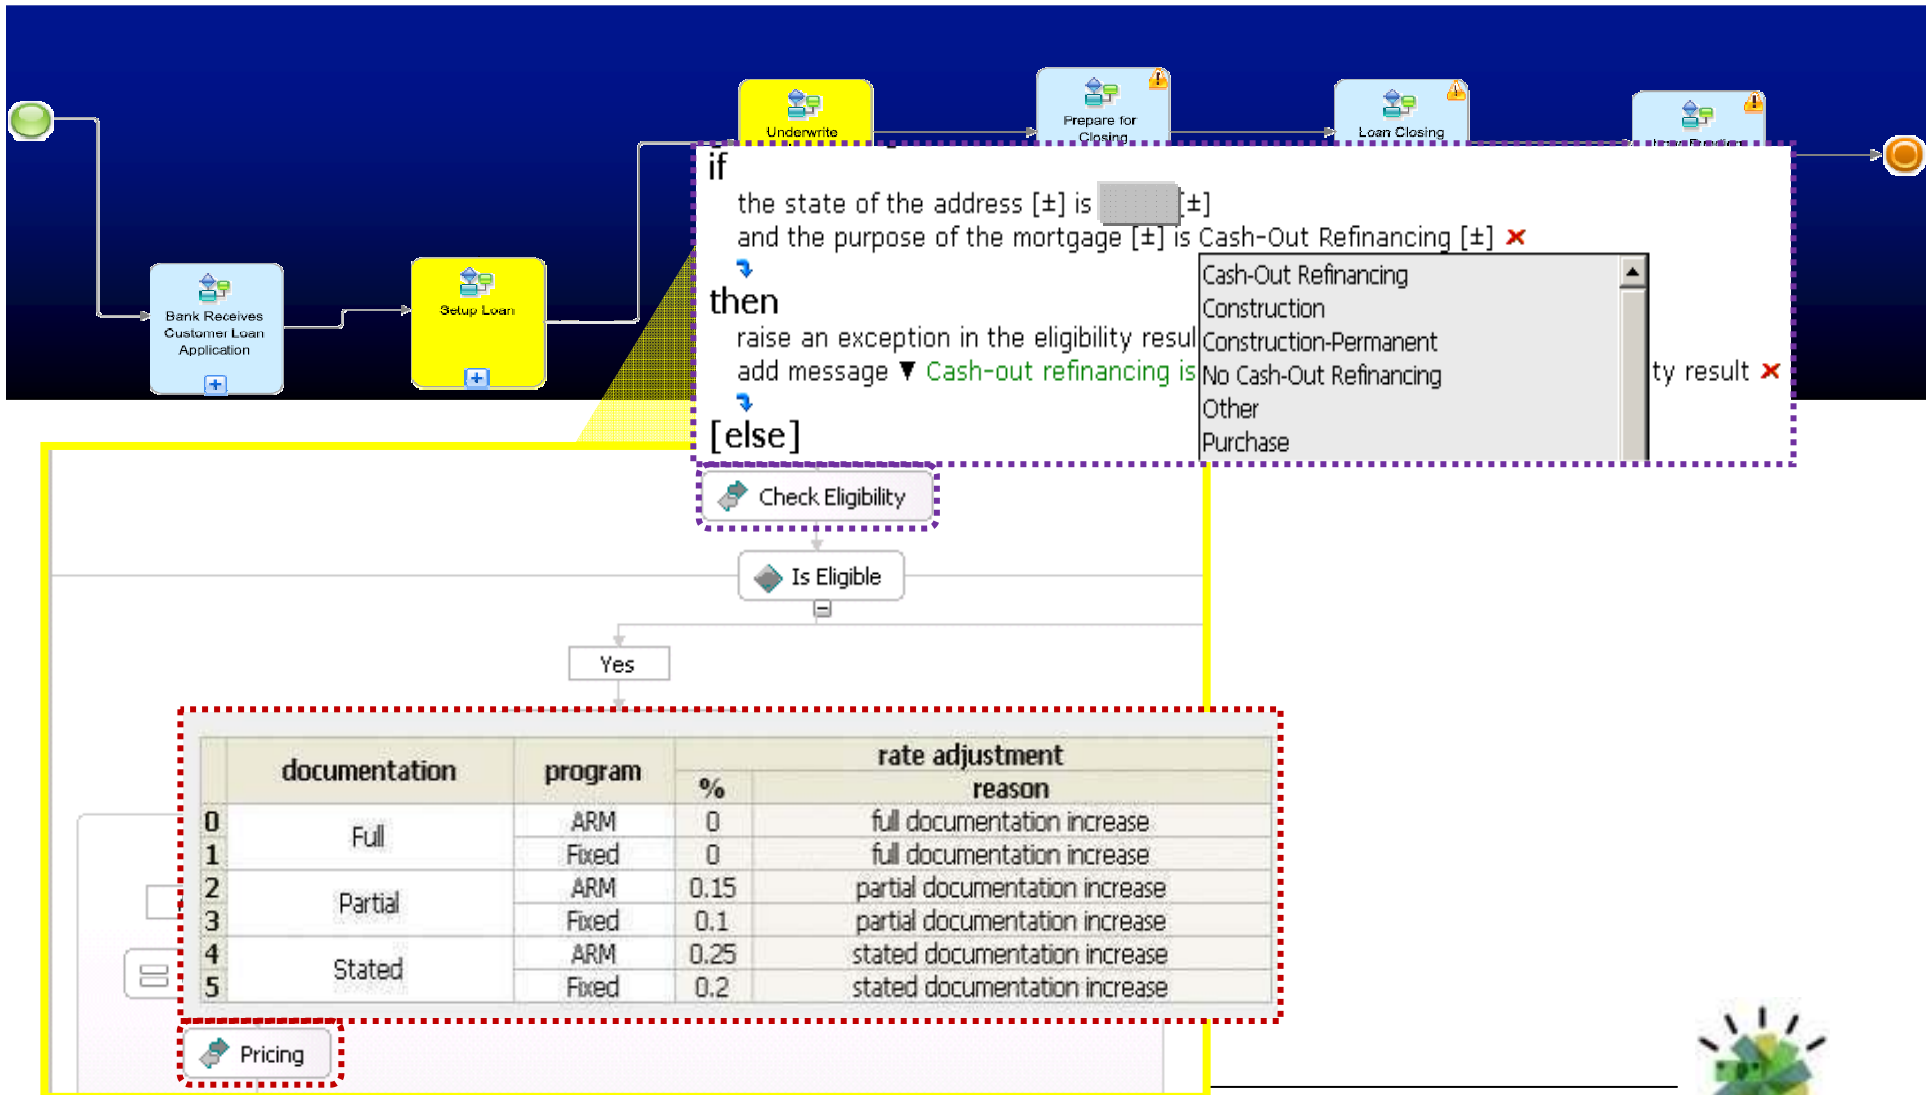 Underwrite
Prepare for
Closing
Loan Closing
Bank Receives
Customer Loan
Application
Setup Loan
if
the state of the address [±] is [±]
and the purpose of the mortgage [±] is Cash-Out Refinancing [±]
then
raise an exception in the eligibility resul
add message ▼ Cash-out refinancing is ty result
[else]
Cash-Out Refinancing
Construction
Construction-Permanent
No Cash-Out Refinancing
Other
Purchase
Check Eligibility
Is Eligible
Yes
documentation program rate adjustment
% reason
0 Full ARM 0 full documentation increase
1 Fixed 0 full documentation increase
2 Partial ARM 0.15 partial documentation increase
3 Fixed 0.1 partial documentation increase
4 Stated ARM 0.25 stated documentation increase
5 Fixed 0.2 stated documentation increase
Pricing